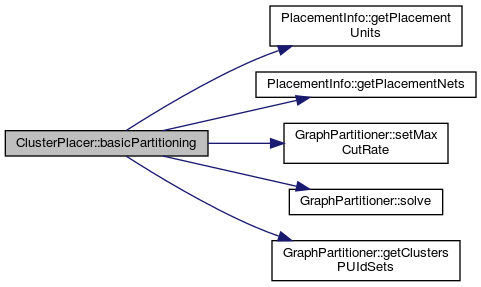 PlacementInfo::getPlacement
Units
PlacementInfo::getPlacementNets
GraphPartitioner::setMax
CutRate
ClusterPlacer::basicPartitioning
GraphPartitioner::solve
GraphPartitioner::getClusters
PUIdSets